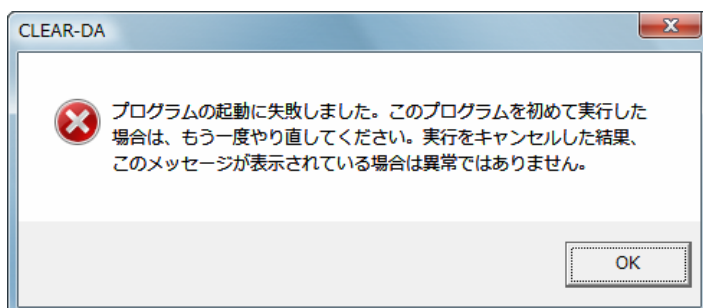 CLEAR-DA
プログラムの起動に失敗しました。このプログラムを初めて実行した
場合は、もう一度やり直してください。実行をキャンセルした結果、
このメッセージが表示されている場合は異常ではありません。
OK